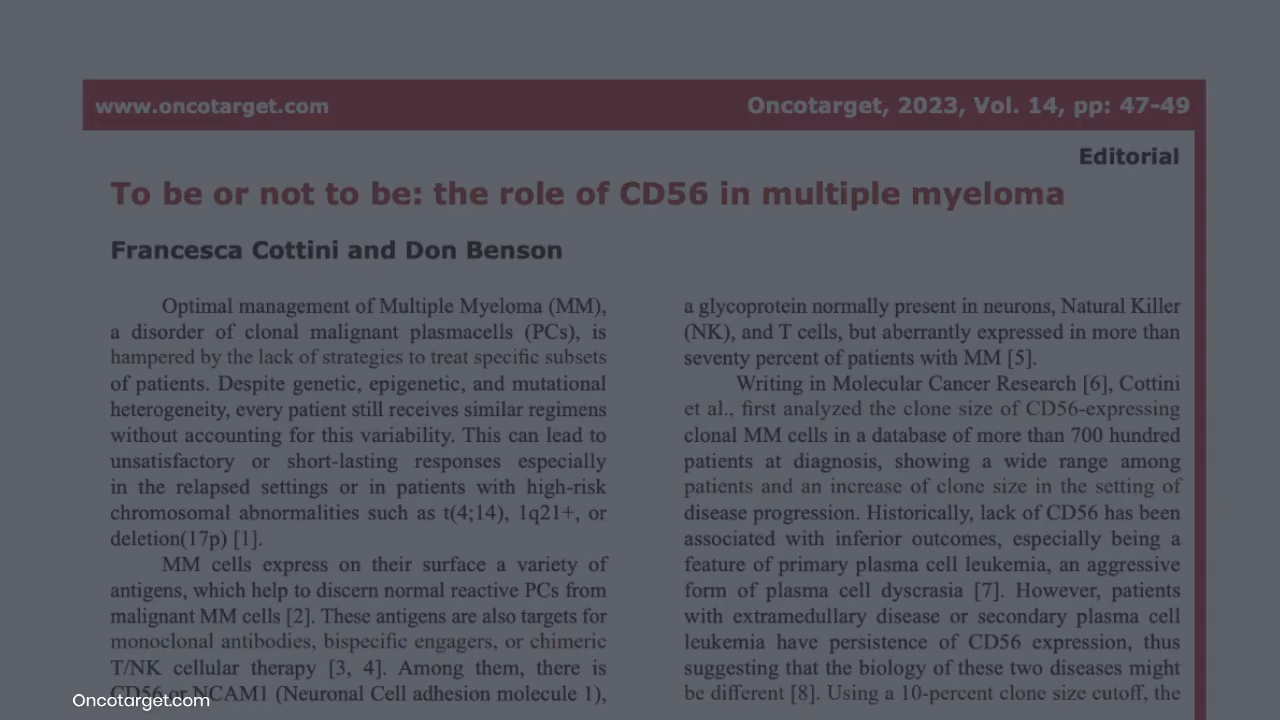 www.oncotarget.com
Oncotarget, 2023, Vol. 14, pp: 47-49
Editorial
To be or not to be: the role of CD56 in multiple myeloma
Francesca Cottini and Don Benson
Optimal management of Multiple Myeloma (MM),
a disorder of clonal malignant plasmacells (PCs), is
hampered by the lack of strategies to treat specific subsets
of patients. Despite genetic, epigenetic, and mutational
heterogeneity, every patient still receives similar regimens
without accounting for this variability. This can lead to
unsatisfactory or short-lasting responses especially
in the relapsed settings or in patients with high-risk
chromosomal abnormalities such as t(4;14), 1q21+, or
deletion(17p) [1].
MM cells express on their surface a variety of
antigens, which help to discern normal reactive PCs from
malignant MM cells [2]. These antigens are also targets for
monoclonal antibodies, bispecific engagers, or chimeric
T/NK cellular therapy [3, 4]. Among them, there is
CD56 or NCAM1 (Neuronal Cell adhesion molecule 1),
a glycoprotein normally present in neurons, Natural Killer
(NK), and T cells, but aberrantly expressed in more than
seventy percent of patients with MM [5].
Writing in Molecular Cancer Research [6], Cottini
et al., first analyzed the clone size of CD56-expressing
clonal MM cells in a database of more than 700 hundred
patients at diagnosis, showing a wide range among
patients and an increase of clone size in the setting of
disease progression. Historically, lack of CD56 has been
associated with inferior outcomes, especially being a
feature of primary plasma cell leukemia, an aggressive
form of plasma cell dyscrasia [7]. However, patients
with extramedullary disease or secondary plasma cell
leukemia have persistence of CD56 expression, thus
suggesting that the biology of these two diseases might
be different [8]. Using a 10-percent clone size cutoff, the
Oncotarget.com